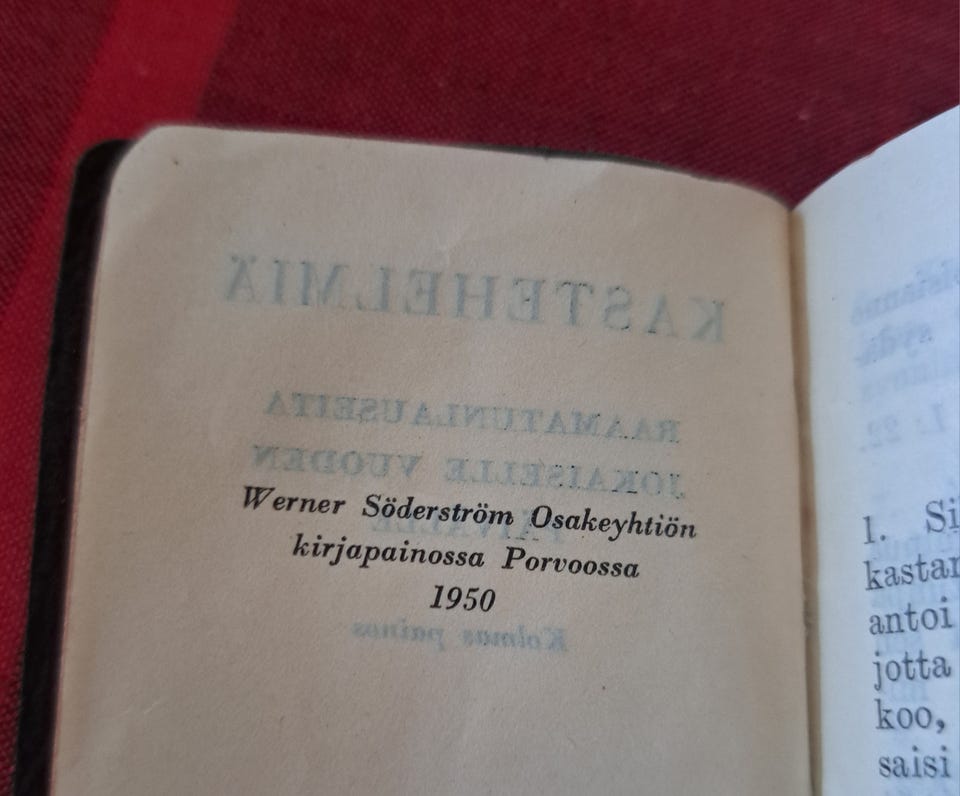 KASTEHELMIÄ
RAAMATUNLAUSEITA
JOKAISELLE VUODEN
PÄIVÄLLE
Werner Söderström Osakeyhtiön
kirjapainossa Porvoossa
1950
Kolmas painos
1. Si
kastan
antoi
jotta
koo,
saisi